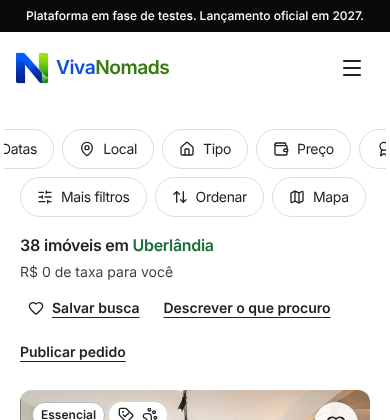 Plataforma em fase de testes. Lançamento oficial em 2027.
VivaNomads
Datas
Local
Tipo
Preço
Mais filtros
Ordenar
Mapa
38 imóveis em Uberlândia
R$ 0 de taxa para você
Salvar busca
Descrever o que procuro
Publicar pedido
Essencial